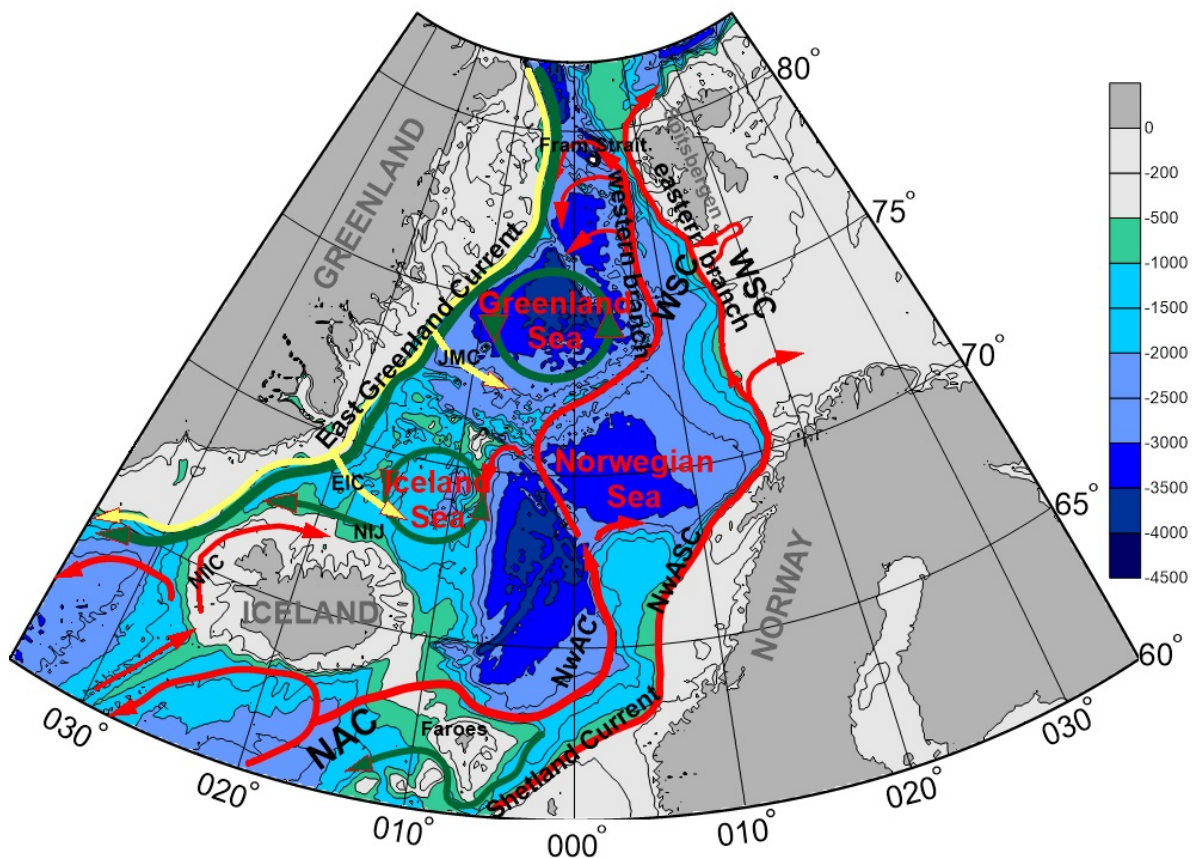 80°
75°
70°
65°
60°
030°
020°
010°
000°
010°
020°
030°
0
-200
-500
-1000
-1500
-2000
-2500
-3000
-3500
-4000
-4500
GREENLAND
Fram Strait
western branch
WSC
eastern branch
WSC
East Greenland Current
Greenland
Sea
JMC
Norwegian
Sea
EIC
Iceland
Sea
NIJ
NIC
ICELAND
NwASC
NwAC
NORWAY
NAC
Faroes
Shetland Current